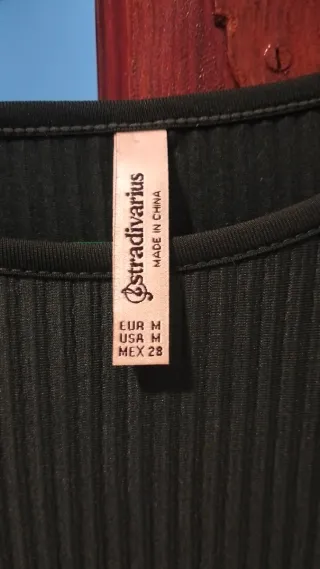 stradivarius
MADE IN CHINA
EUR M
USA M
MEX 28